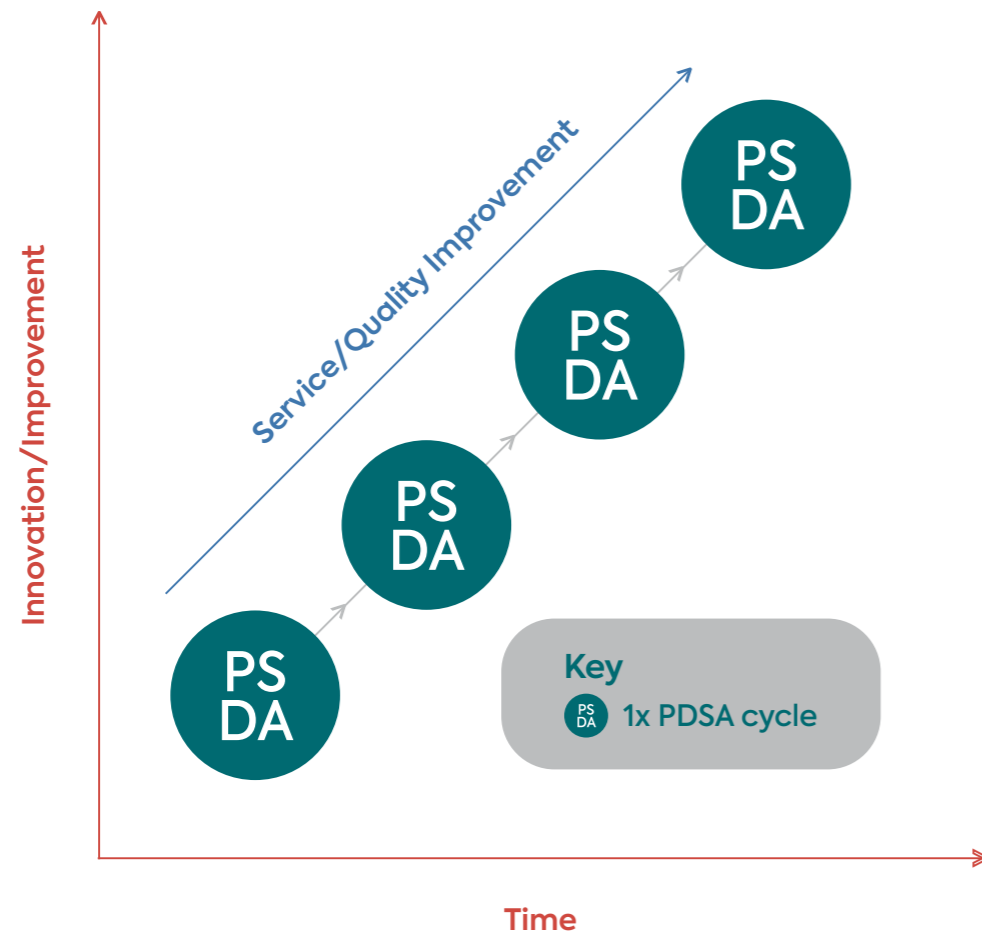 Innovation/Improvement
Service/Quality Improvement
PS
DA
PS
DA
PS
DA
PS
DA
Key
PS
DA
1x PDSA cycle
Time